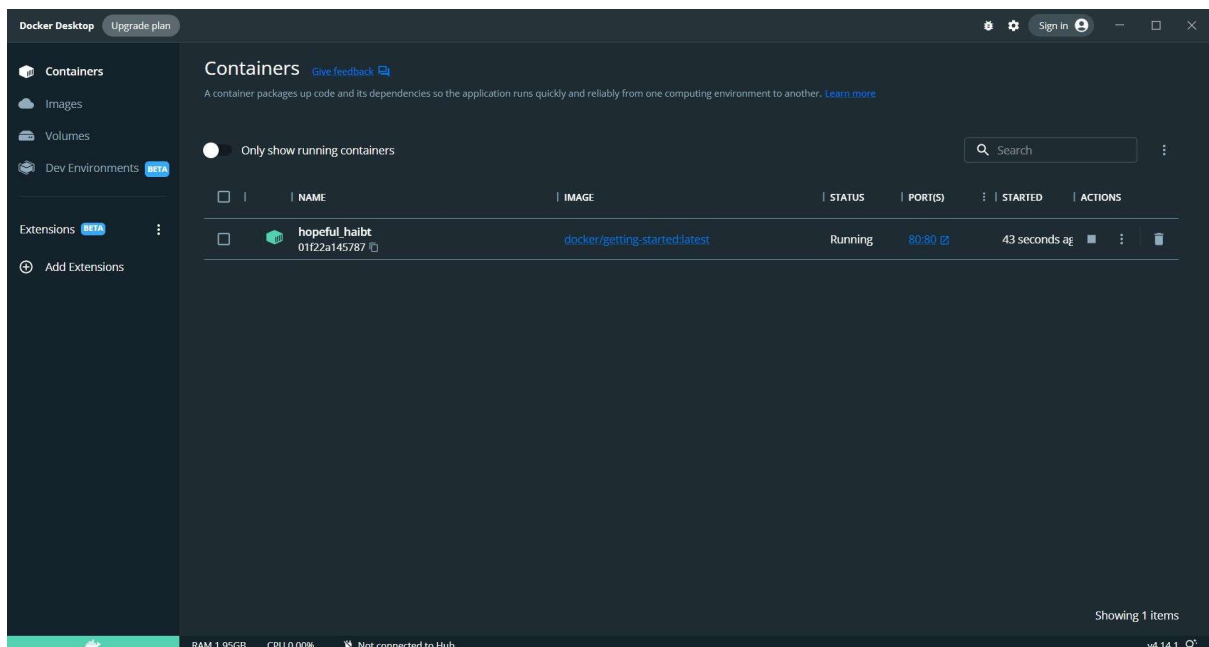 Docker Desktop Upgrade plan Sign in
Containers
Images
Volumes
Dev Environments BETA
Extensions BETA
Add Extensions
Containers Give feedback
A container packages up code and its dependencies so the application runs quickly and reliably from one computing environment to another. Learn more
Only show running containers
Search
NAME IMAGE STATUS PORT(S) STARTED ACTIONS
hopeful_haibt
01f22a145787
docker/getting-started:latest Running 80:80 43 seconds ag
Showing 1 items
RAM 1.95GB CPU 0.00% Not connected to Hub v4.14.1